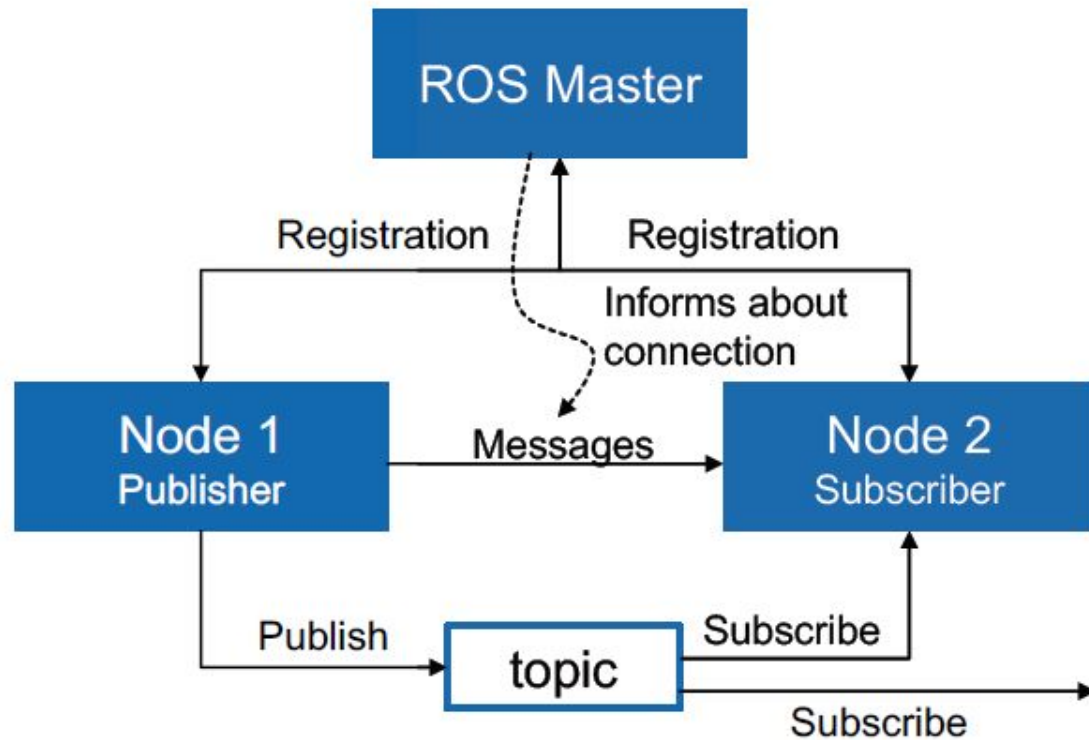 ROS Master
Registration
Registration
Informs about
connection
Node 1
Publisher
Messages
Node 2
Subscriber
Publish
topic
Subscribe
Subscribe